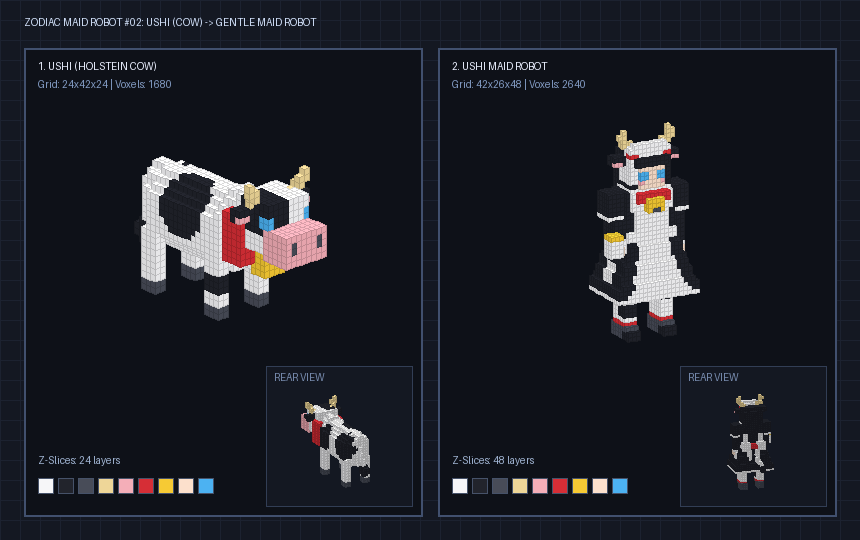 ZODIAC MAID ROBOT #02: USHI (COW) -> GENTLE MAID ROBOT
1. USHI (HOLSTEIN COW)
Grid: 24x42x24 | Voxels: 1680
REAR VIEW
Z-Slices: 24 layers
2. USHI MAID ROBOT
Grid: 42x26x48 | Voxels: 2640
REAR VIEW
Z-Slices: 48 layers